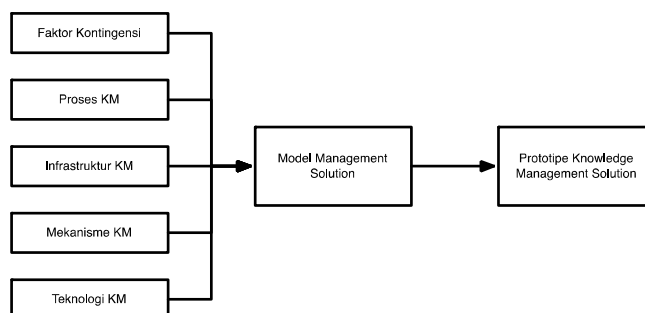 Faktor Kontingensi
Proses KM
Infrastruktur KM
Mekanisme KM
Teknologi KM
Model Management
Solution
Prototipe Knowledge
Management Solution